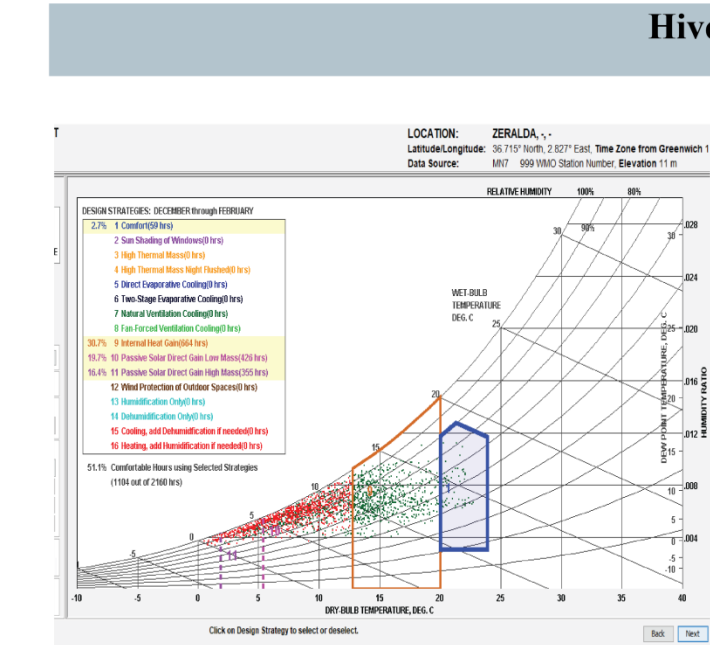 Hive
T
LOCATION: ZERALDA, -, -
Latitude/Longitude: 36.715° North, 2.827° East, Time Zone from Greenwich 1
Data Source: MN7 999 WMO Station Number, Elevation 11 m
RELATIVE HUMIDITY 100% 80%
DESIGN STRATEGIES: DECEMBER through FEBRUARY
2.7% 1 Comfort(59 hrs)
2 Sun Shading of Windows(0 hrs)
3 High Thermal Mass(0 hrs)
4 High Thermal Mass Night Flushed(0 hrs)
5 Direct Evaporative Cooling(0 hrs)
6 Two-Stage Evaporative Cooling(0 hrs)
7 Natural Ventilation Cooling(0 hrs)
8 Fan-Forced Ventilation Cooling(0 hrs)
30.7% 9 Internal Heat Gain(664 hrs)
19.7% 10 Passive Solar Direct Gain Low Mass(426 hrs)
16.4% 11 Passive Solar Direct Gain High Mass(355 hrs)
12 Wind Protection of Outdoor Spaces(0 hrs)
13 Humidification Only(0 hrs)
14 Dehumidification Only(0 hrs)
15 Cooling, add Dehumidification if needed(0 hrs)
16 Heating, add Humidification if needed(0 hrs)
51.1% Comfortable Hours using Selected Strategies
(1104 out of 2160 hrs)
E
WET-BULB
TEMPERATURE
DEG. C
30
25
20
15
10
5
0
-5
9
1
11
30
25
20
15
10
5
0
-5
-10
DEW POINT TEMPERATURE, DEG. C
.028
.024
.020
.016
.012
.008
.004
HUMIDITY RATIO
-10 -5 0 5 10 15 20 25 30 35 40
DRY-BULB TEMPERATURE, DEG. C
Click on Design Strategy to select or deselect.
Back Next